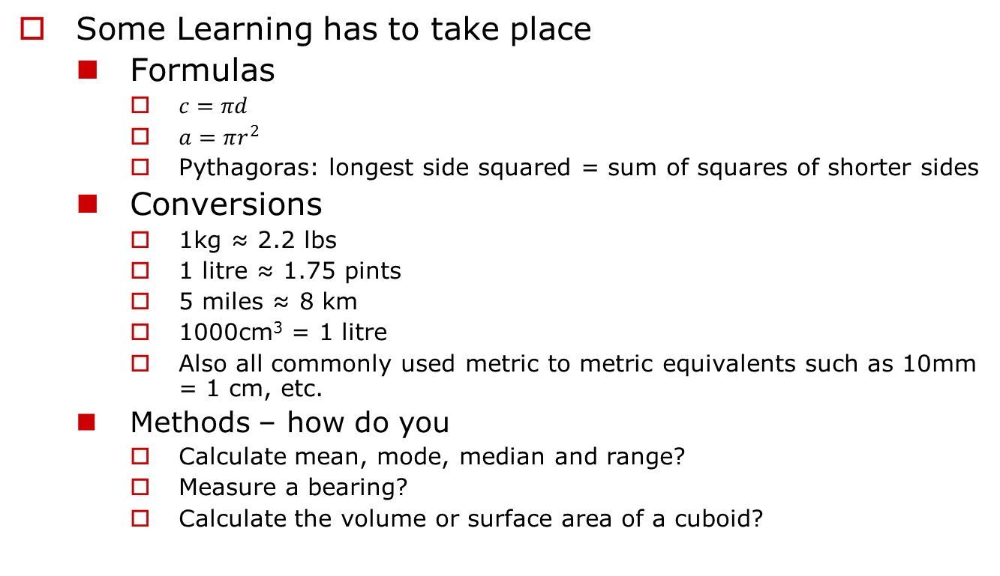 Some Learning has to take place
Formulas
c = πd
a = πr²
Pythagoras: longest side squared = sum of squares of shorter sides
Conversions
1kg ≈ 2.2 lbs
1 litre ≈ 1.75 pints
5 miles ≈ 8 km
1000cm³ = 1 litre
Also all commonly used metric to metric equivalents such as 10mm
= 1 cm, etc.
Methods – how do you
Calculate mean, mode, median and range?
Measure a bearing?
Calculate the volume or surface area of a cuboid?